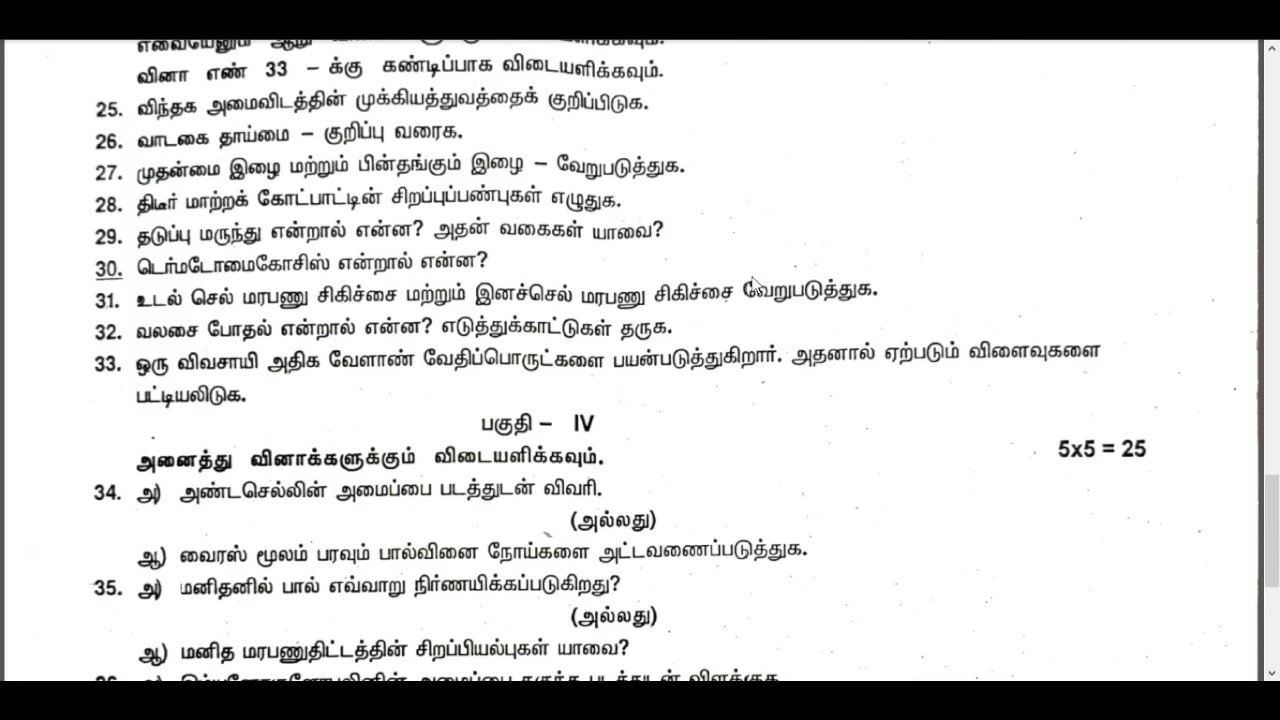 எவையேனும் ஆறு
வினா எண் 33 – க்கு கண்டிப்பாக விடையளிக்கவும்.
25. விந்தக அமைவிடத்தின் முக்கியத்துவத்தைக் குறிப்பிடுக.
26. வாடகை தாய்மை – குறிப்பு வரைக.
27. முதன்மை இழை மற்றும் பின்தங்கும் இழை – வேறுபடுத்துக.
28. திடீர் மாற்றக் கோட்பாட்டின் சிறப்புப்பண்புகள் எழுதுக.
29. தடுப்பு மருந்து என்றால் என்ன? அதன் வகைகள் யாவை?
30. டெர்மடோமைகோசிஸ் என்றால் என்ன?
31. உடல் செல் மரபணு சிகிச்சை மற்றும் இனச்செல் மரபணு சிகிச்சை வேறுபடுத்துக.
32. வலசை போதல் என்றால் என்ன? எடுத்துக்காட்டுகள் தருக.
33. ஒரு விவசாயி அதிக வேளாண் வேதிப்பொருட்களை பயன்படுத்துகிறார். அதனால் ஏற்படும் விளைவுகளை
பட்டியலிடுக.
பகுதி – IV
அனைத்து வினாக்களுக்கும் விடையளிக்கவும். 5x5 = 25
34. அ) அண்டசெல்லின் அமைப்பை படத்துடன் விவரி.
(அல்லது)
ஆ) வைரஸ் மூலம் பரவும் பால்வினை நோய்களை அட்டவணைப்படுத்துக.
35. அ) மனிதனில் பால் எவ்வாறு நிர்ணயிக்கப்படுகிறது?
(அல்லது)
ஆ) மனித மரபணுதிட்டத்தின் சிறப்பியல்புகள் யாவை?